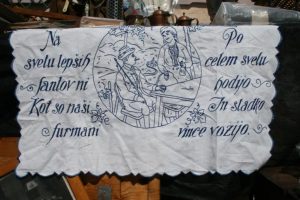 Na
svetu lepših
fantov ni
Kot so naši
furmani
Po
celem svetu
hodijo
In sladko
vince vozijo.